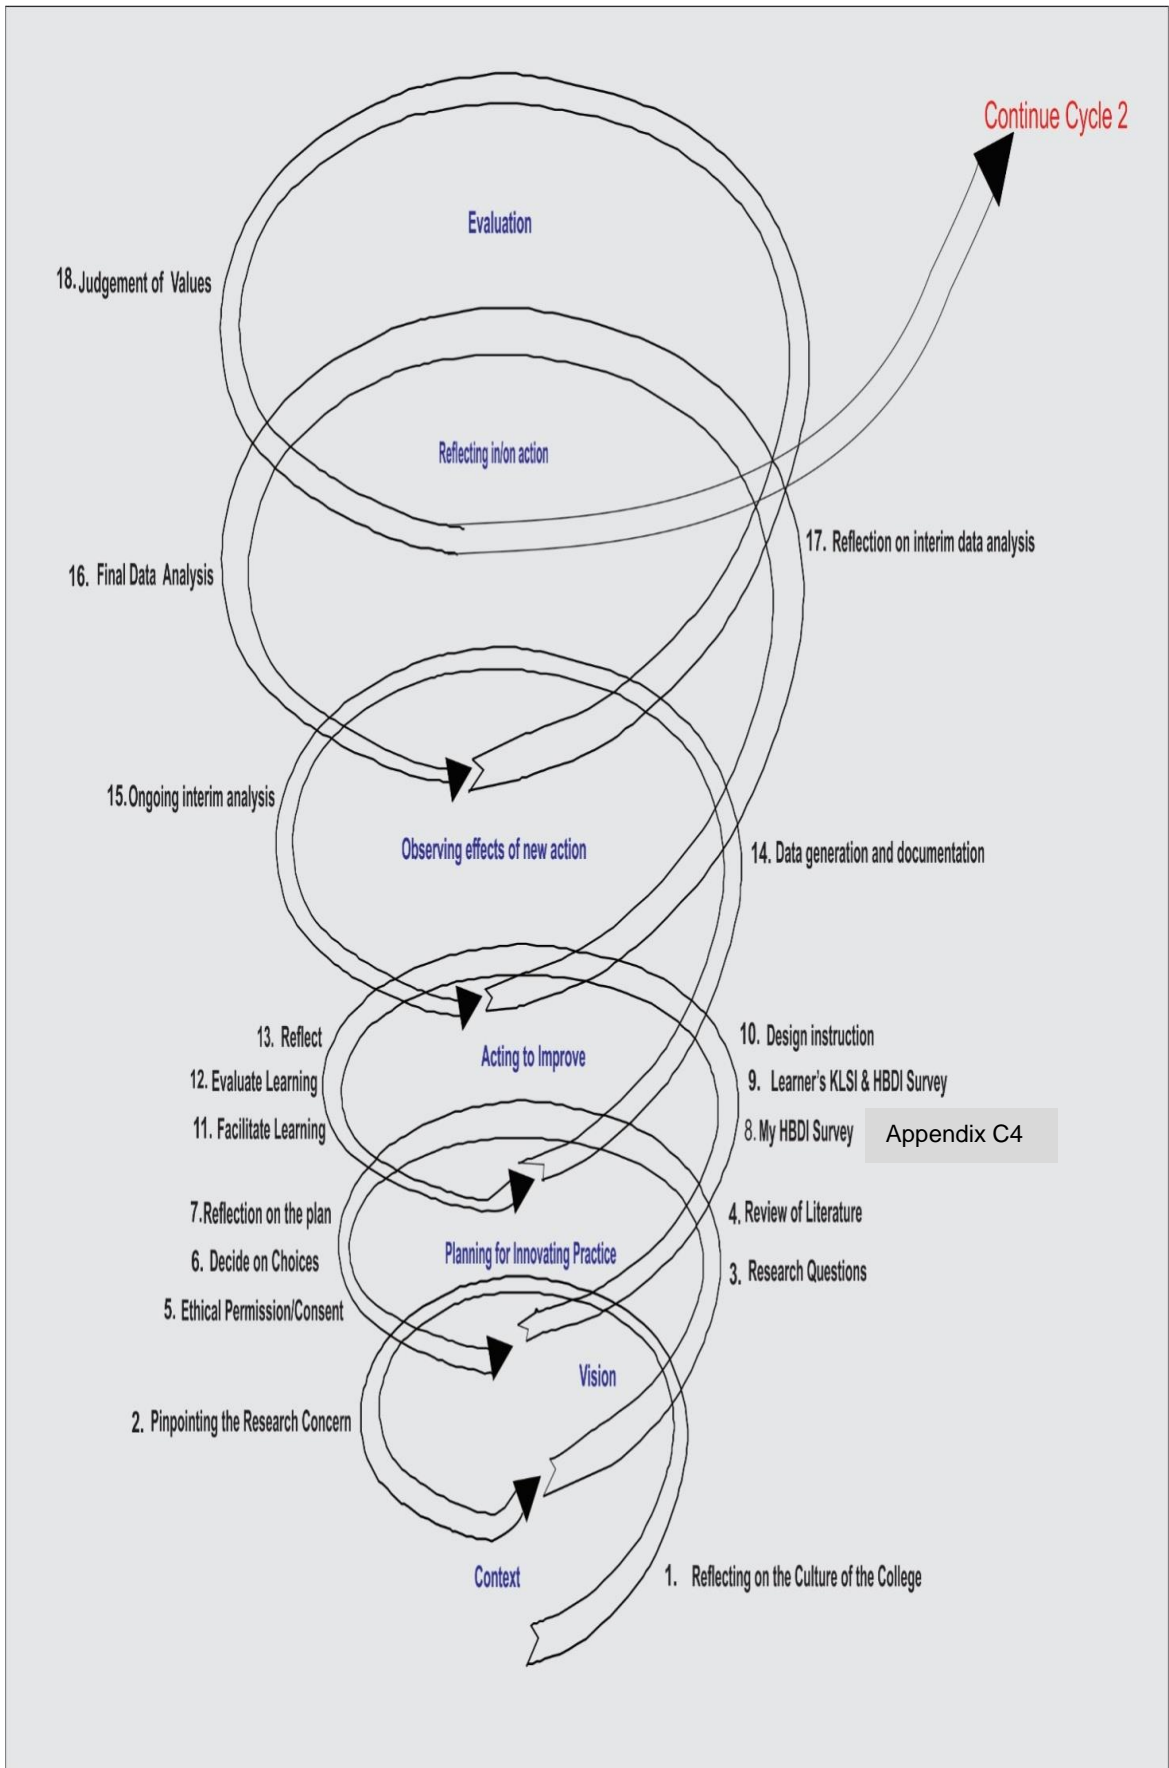 Continue Cycle 2
Evaluation
18. Judgement of Values
Reflecting in/on action
17. Reflection on interim data analysis
16. Final Data Analysis
15. Ongoing interim analysis
Observing effects of new action
14. Data generation and documentation
13. Reflect
10. Design instruction
Acting to Improve
12. Evaluate Learning
9. Learner's KLSI & HBDI Survey
11. Facilitate Learning
8. My HBDI Survey
Appendix C4
7. Reflection on the plan
4. Review of Literature
Planning for Innovating Practice
6. Decide on Choices
3. Research Questions
5. Ethical Permission/Consent
Vision
2. Pinpointing the Research Concern
Context
1. Reflecting on the Culture of the College